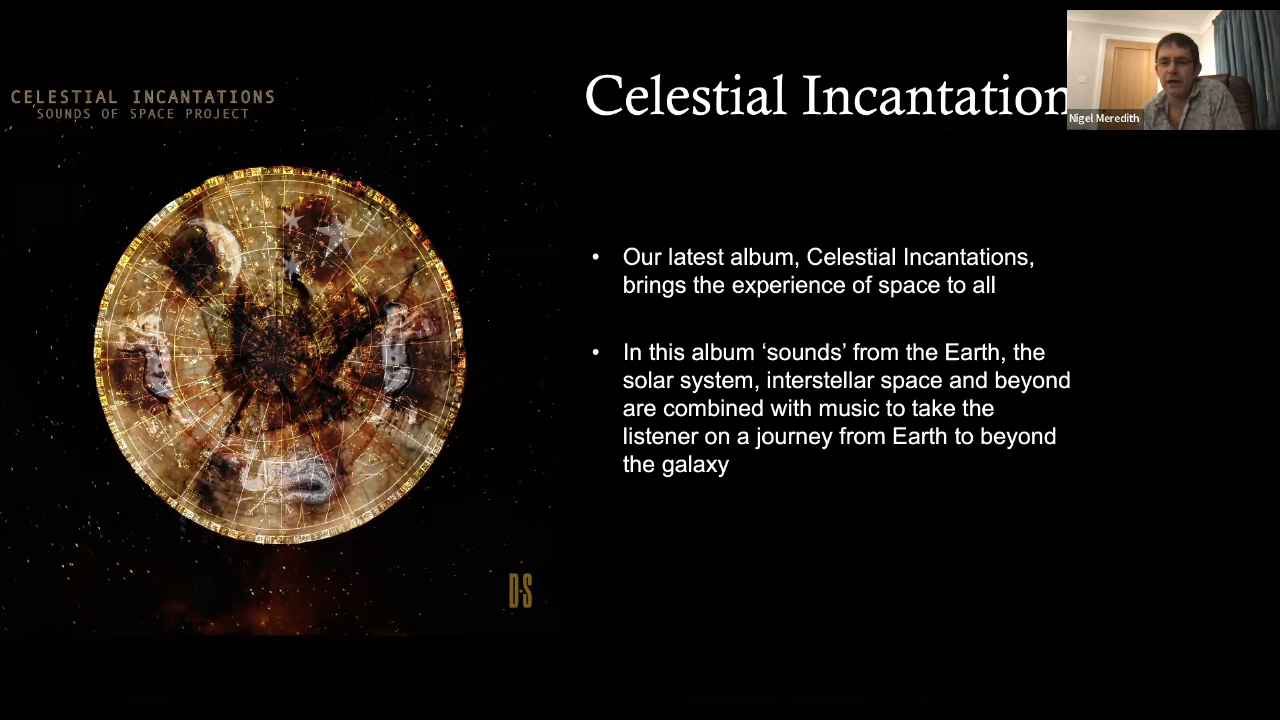 CELESTIAL INCANTATIONS
SOUNDS OF SPACE PROJECT
Celestial Incantation
Nigel Meredith
• Our latest album, Celestial Incantations,
brings the experience of space to all
• In this album ‘sounds’ from the Earth, the
solar system, interstellar space and beyond
are combined with music to take the
listener on a journey from Earth to beyond
the galaxy
D·S